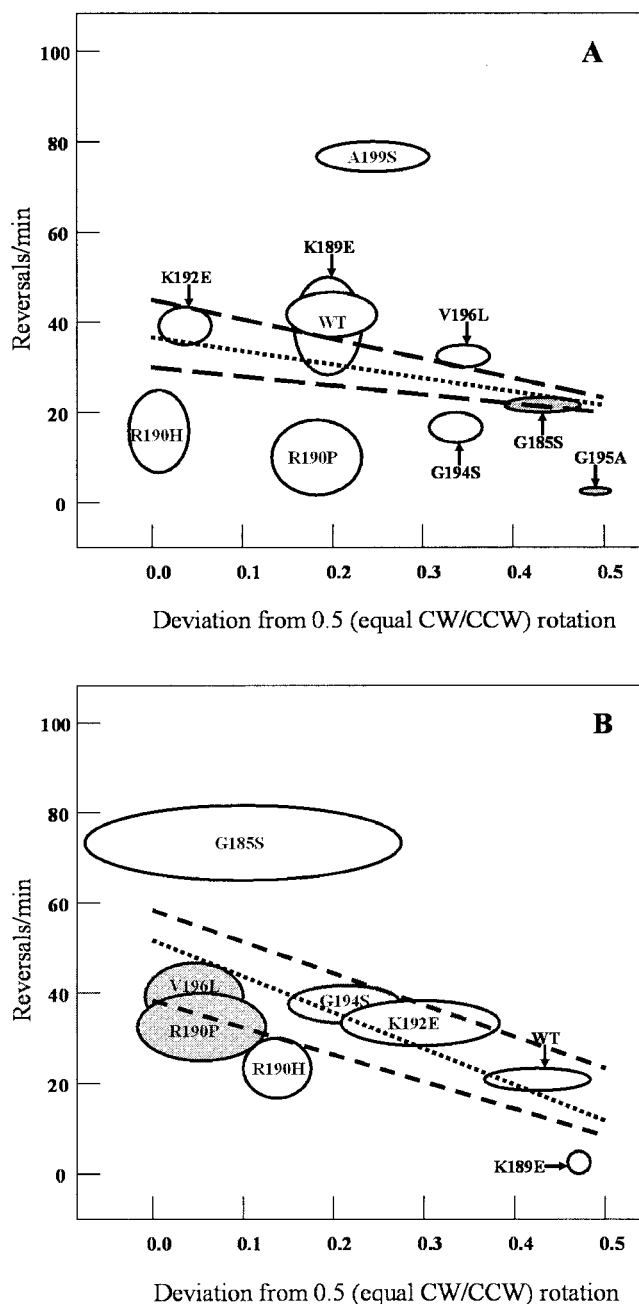 A
100
80
60
40
20
0
Reversals/min
A199S
K189E
K192E
WT
V196L
R190H
R190P
G194S
G185S
G195A
0.0 0.1 0.2 0.3 0.4 0.5
Deviation from 0.5 (equal CW/CCW) rotation
B
100
80
60
40
20
0
Reversals/min
G185S
V196L
G194S
R190P
K192E
WT
R190H
K189E
0.0 0.1 0.2 0.3 0.4 0.5
Deviation from 0.5 (equal CW/CCW) rotation